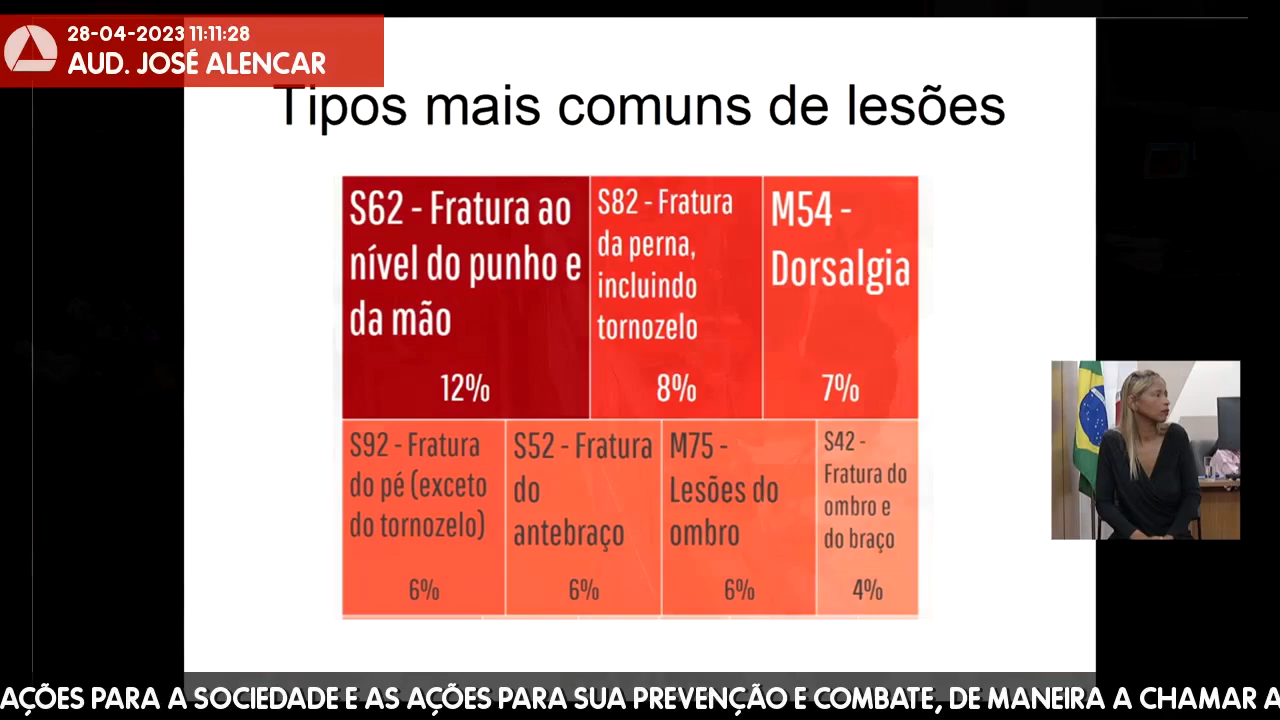 28-04-2023 11:11:28
AUD. JOSÉ ALENCAR
Tipos mais comuns de lesões
S62 - Fratura ao
nível do punho e
da mão
12%
S82 - Fratura
da perna,
incluindo
tornozelo
8%
M54 -
Dorsalgia
7%
S92 - Fratura
do pé (exceto
do tornozelo)
6%
S52 - Fratura
do
antebraço
6%
M75 -
Lesões do
ombro
6%
S42 -
Fratura do
ombro e
do braço
4%
AÇÕES PARA A SOCIEDADE E AS AÇÕES PARA SUA PREVENÇÃO E COMBATE, DE MANEIRA A CHAMAR A